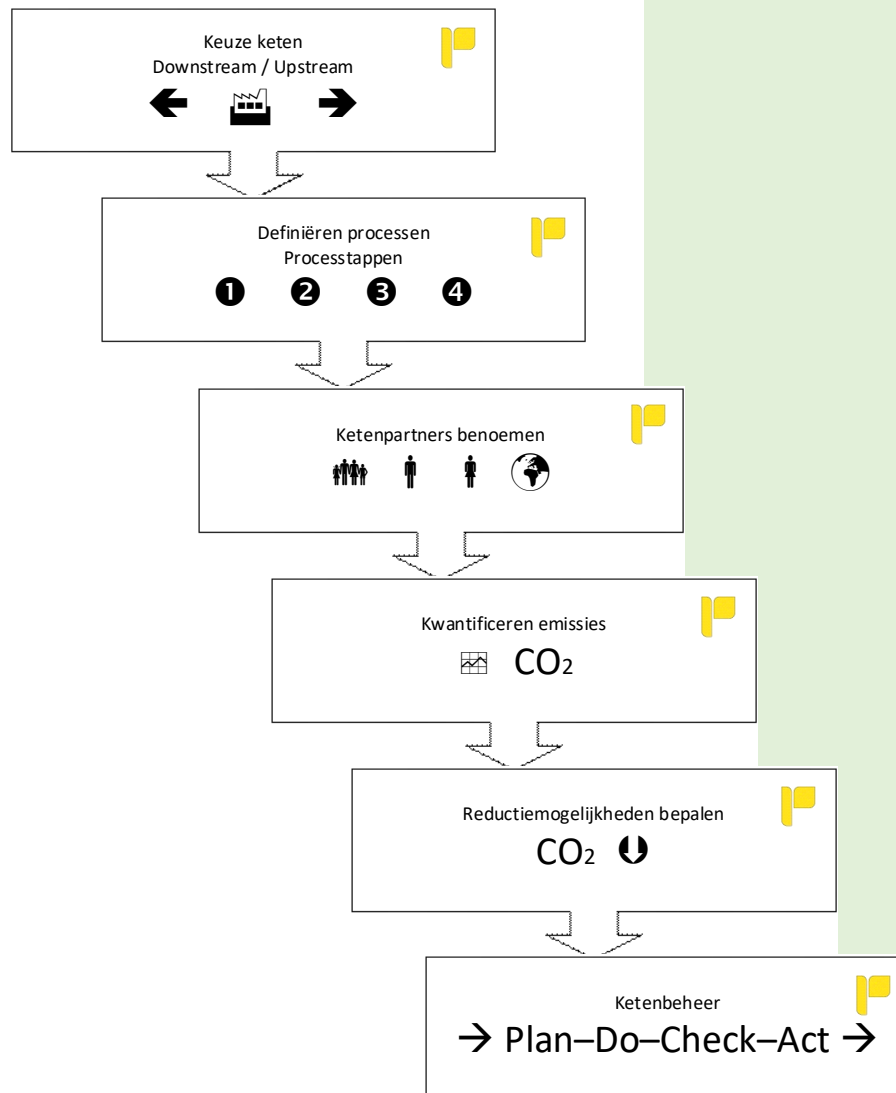 Keuze keten
Downstream / Upstream
Definiëren processen
Processtappen
❶ ❷ ❸ ❹
Ketenpartners benoemen
Kwantificeren emissies
CO₂
Reductiemogelijkheden bepalen
CO₂
Ketenbeheer
→ Plan–Do–Check–Act →